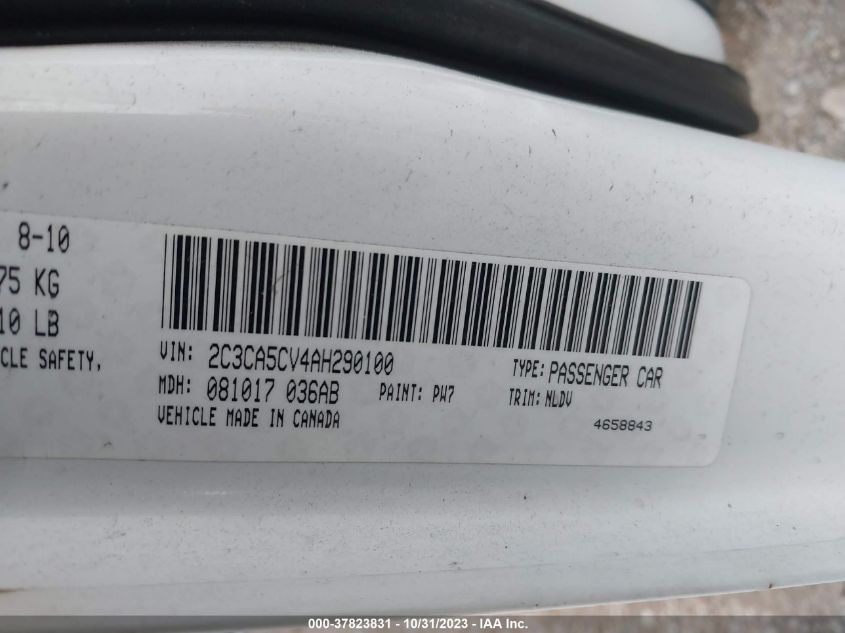 8-10
75 KG
10 LB
CLE SAFETY,
VIN: 2C3CA5CV4AH290100
TYPE: PASSENGER CAR
MDH: 081017 036AB
PAINT: PW7
TRIM: NLDV
VEHICLE MADE IN CANADA
4658843
000-37823831 - 10/31/2023 - IAA Inc.